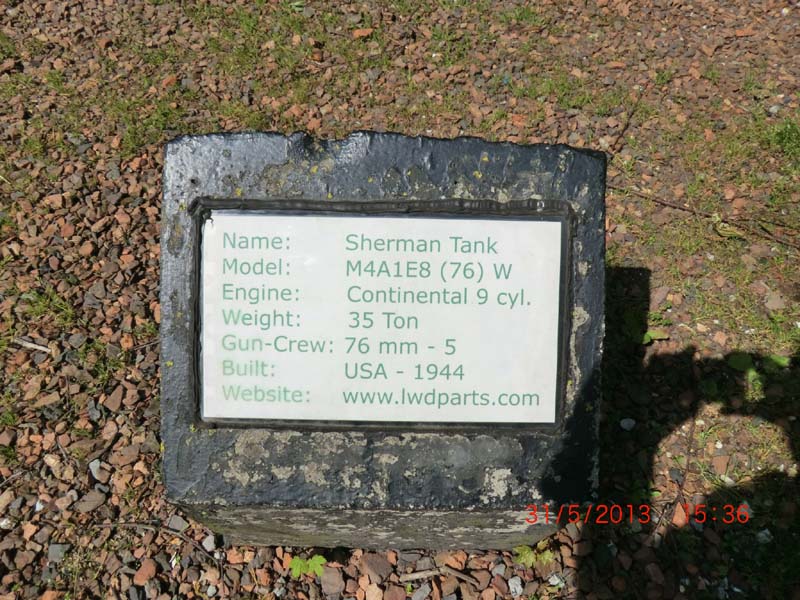 Name: Sherman Tank
Model: M4A1E8 (76) W
Engine: Continental 9 cyl.
Weight: 35 Ton
Gun-Crew: 76 mm - 5
Built: USA - 1944
Website: www.lwdparts.com
31/5/2013 15:36